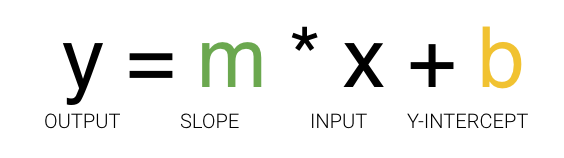 y = m * x + b
OUTPUT SLOPE INPUT Y-INTERCEPT